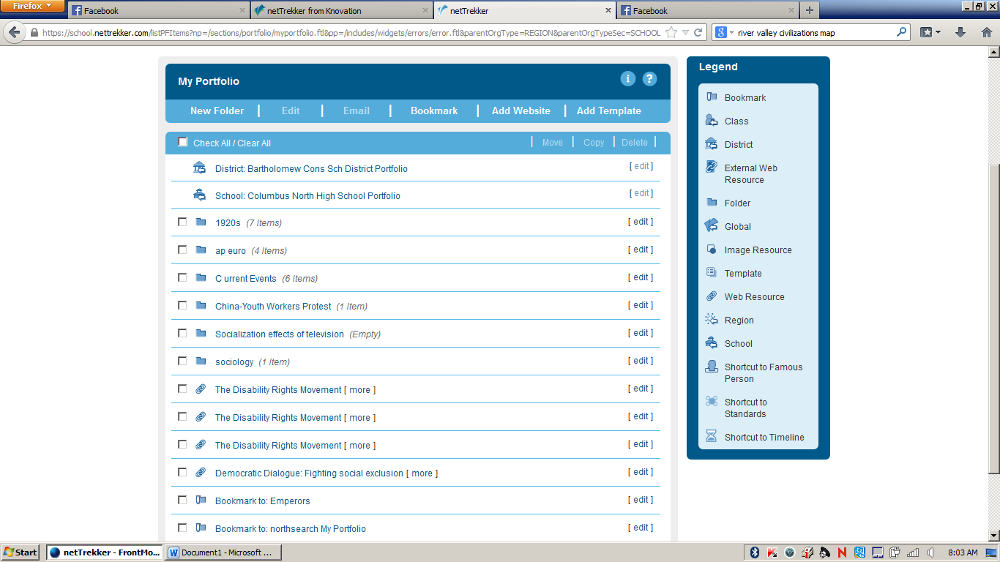 Firefox
Facebook
netTrekker from Knovation
netTrekker
Facebook
https://school.nettrekker.com/listPFItems?np=/sections/portfolio/myportfolio.ftl&pp=/includes/widgets/errors/error.ftl&parentOrgType=REGION&parentOrgTypeSec=SCHOOL
river valley civilizations map
My Portfolio
New Folder | Edit | Email | Bookmark | Add Website | Add Template
Check All / Clear All | Move | Copy | Delete |
District: Bartholomew Cons Sch District Portfolio [ edit ]
School: Columbus North High School Portfolio [ edit ]
1920s (7 Items) [ edit ]
ap euro (4 Items) [ edit ]
C urrent Events (6 Items) [ edit ]
China-Youth Workers Protest (1 Item) [ edit ]
Socialization effects of television (Empty) [ edit ]
sociology (1 Item) [ edit ]
The Disability Rights Movement [ more ] [ edit ]
The Disability Rights Movement [ more ] [ edit ]
The Disability Rights Movement [ more ] [ edit ]
Democratic Dialogue: Fighting social exclusion [ more ] [ edit ]
Bookmark to: Emperors [ edit ]
Bookmark to: northsearch My Portfolio [ edit ]
Legend
Bookmark
Class
District
External Web
Resource
Folder
Global
Image Resource
Template
Web Resource
Region
School
Shortcut to Famous
Person
Shortcut to
Standards
Shortcut to Timeline
Start
netTrekker - FrontMo...
Document1 - Microsoft ...
8:03 AM